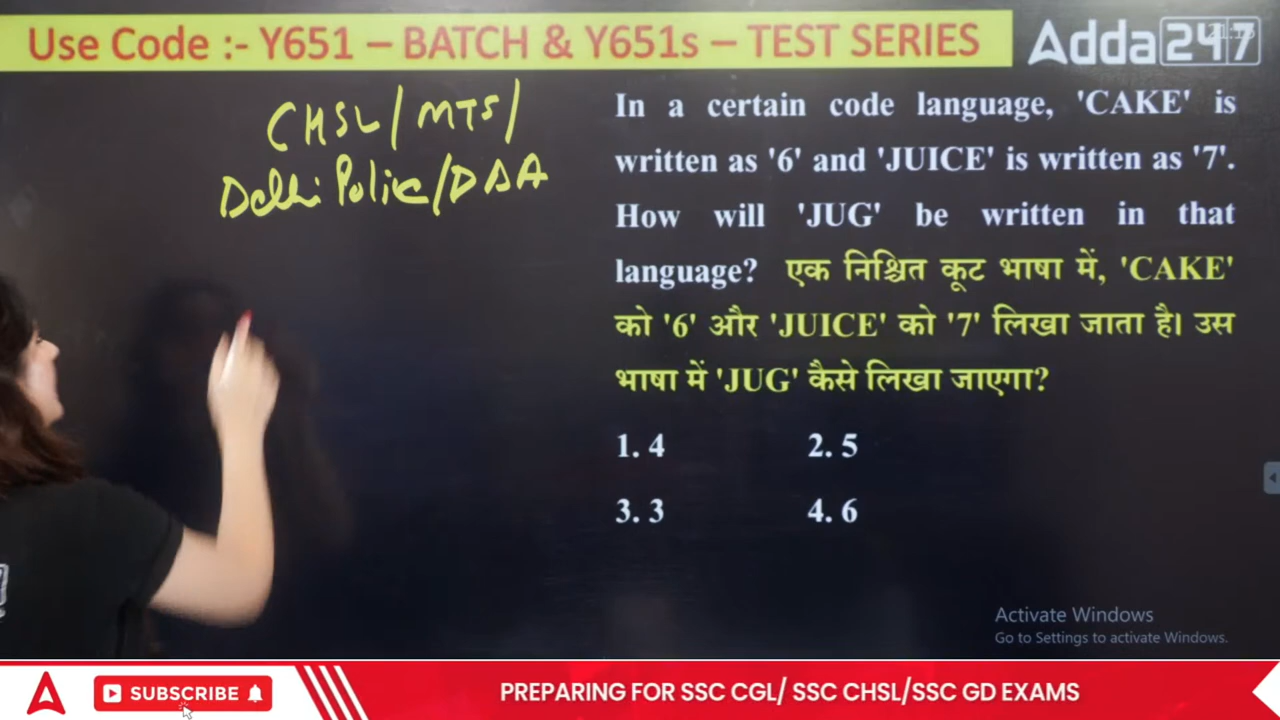 Use Code :- Y651 – BATCH & Y651s – TEST SERIES
Adda247
CHSL/MTS/
Delhi Police/DDA
In a certain code language, 'CAKE' is
written as '6' and 'JUICE' is written as '7'.
How will 'JUG' be written in that
language? एक निश्चित कूट भाषा में, 'CAKE'
को '6' और 'JUICE' को '7' लिखा जाता है। उस
भाषा में 'JUG' कैसे लिखा जाएगा?
1. 4 2. 5
3. 3 4. 6
Activate Windows
Go to Settings to activate Windows.
SUBSCRIBE
PREPARING FOR SSC CGL/ SSC CHSL/SSC GD EXAMS